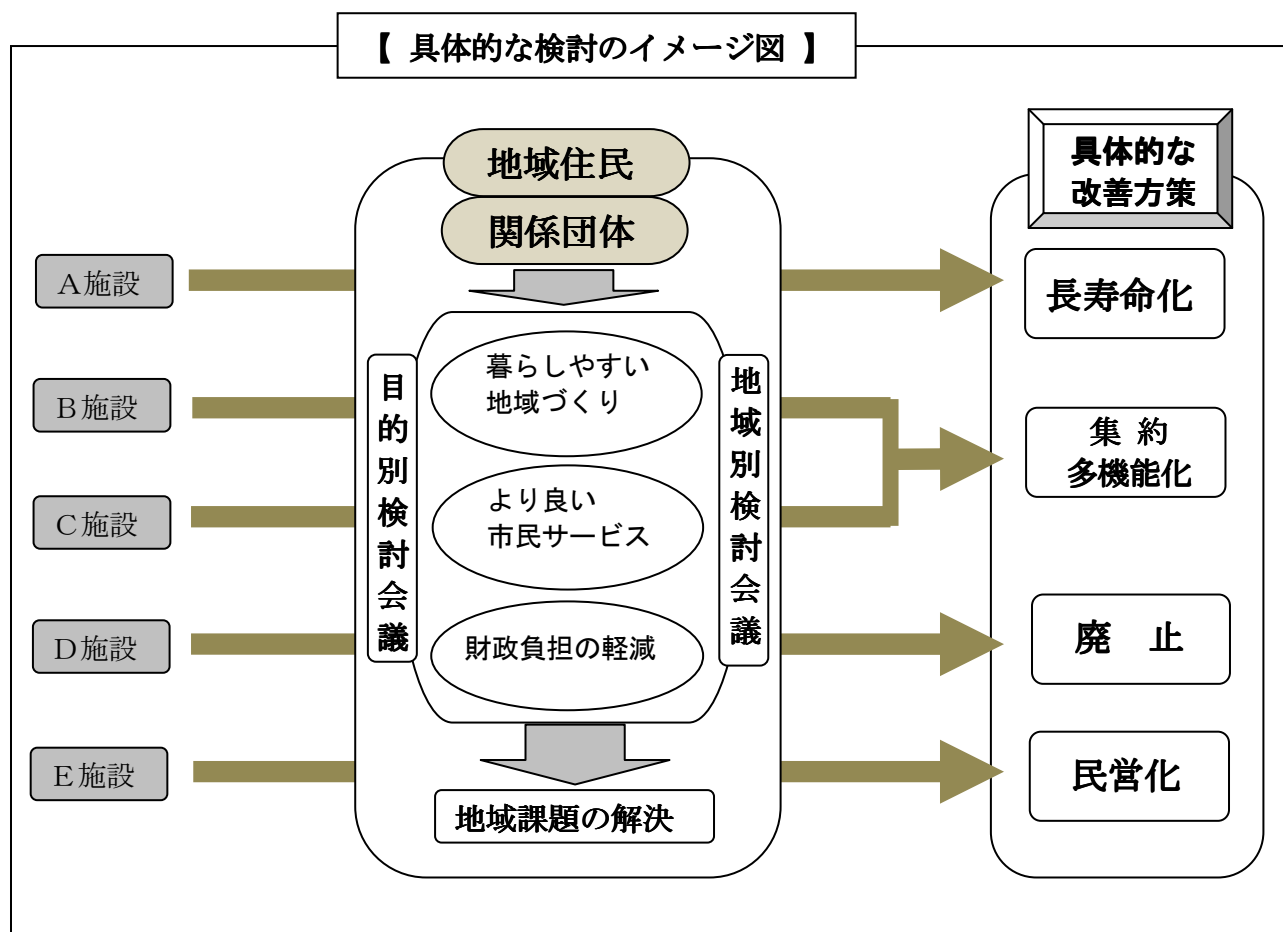 【 具体的な検討のイメージ図 】
地域住民
関係団体
A施設
B施設
C施設
D施設
E施設
目的別検討会議
暮らしやすい
地域づくり
より良い
市民サービス
財政負担の軽減
地域別検討会議
地域課題の解決
具体的な
改善方策
長寿命化
集 約
多機能化
廃　止
民営化